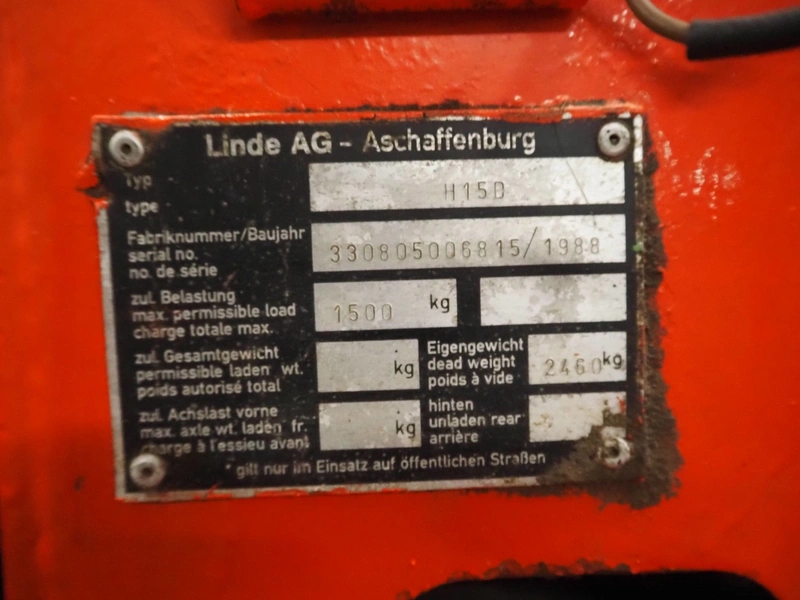 Linde AG - Aschaffenburg
Typ
type
H15D
Fabriknummer/Baujahr
serial no.
no. de série
330805006815/1988
zul. Belastung
max. permissible load
charge totale max.
1500 kg
zul. Gesamtgewicht
permissible laden wt.
poids autorisé total
kg
Eigengewicht
dead weight
poids à vide
2460 kg
zul. Achslast vorne
max. axle wt. laden fr.
charge à l'essieu avant
kg
hinten
unladen rear
arrière
* gilt nur im Einsatz auf öffentlichen Straßen